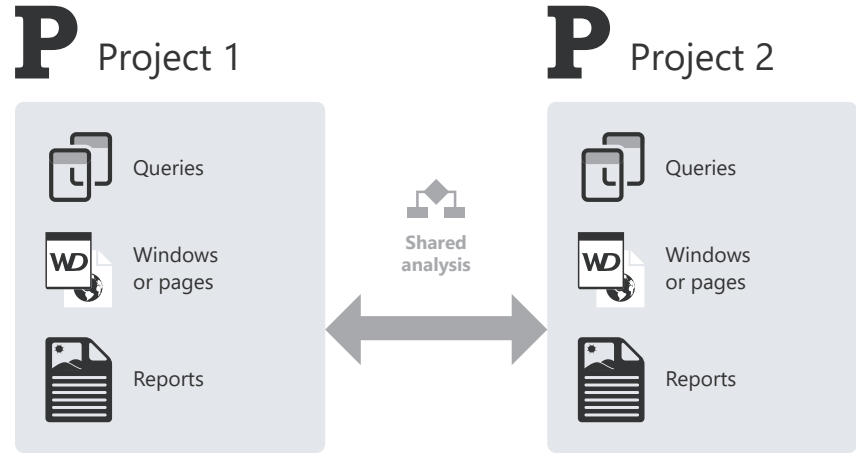 P Project 1
Queries
WD
Windows
or pages
Reports
Shared
analysis
P Project 2
Queries
WD
Windows
or pages
Reports